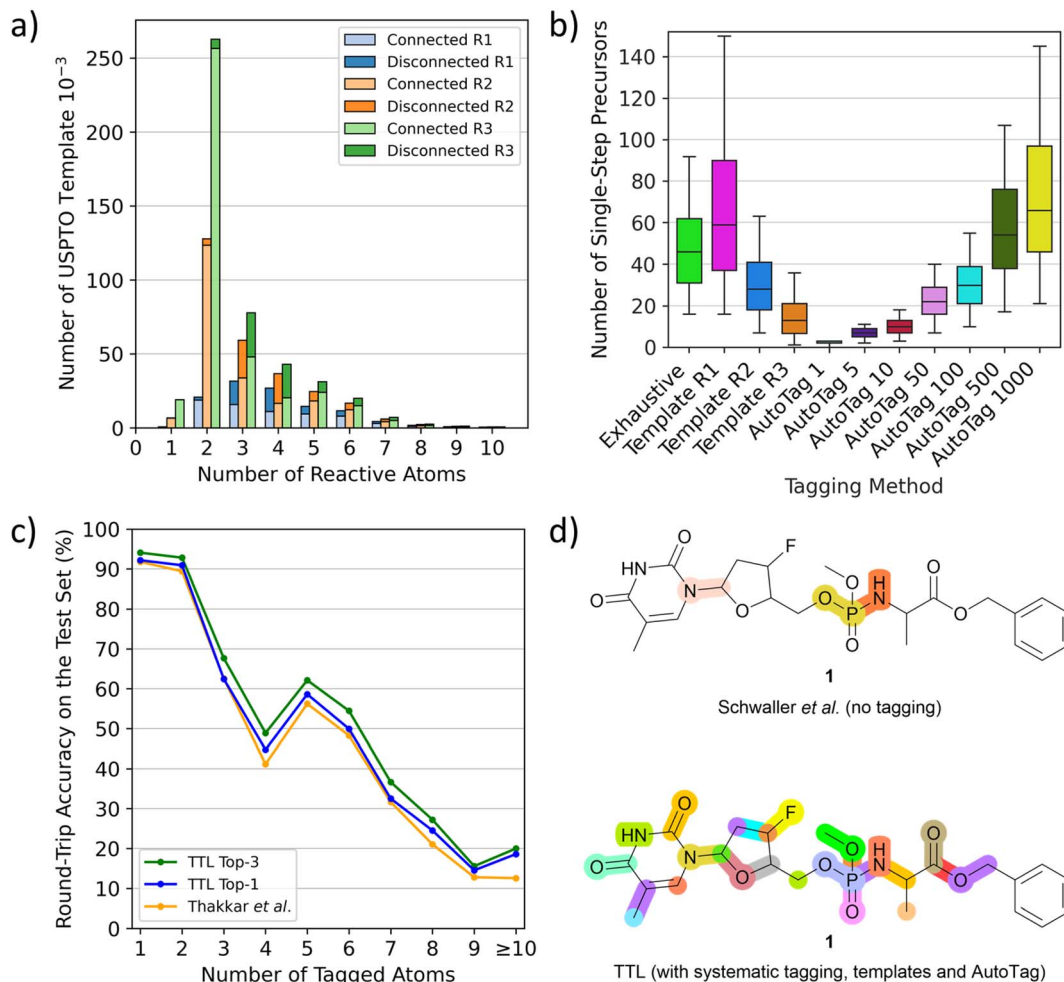 a)
Number of USPTO Template 10⁻³
250
200
150
100
50
0
0 1 2 3 4 5 6 7 8 9 10
Number of Reactive Atoms
Connected R1
Disconnected R1
Connected R2
Disconnected R2
Connected R3
Disconnected R3
b)
Number of Single-Step Precursors
140
120
100
80
60
40
20
0
Exhaustive
Template R1
Template R2
Template R3
AutoTag 1
AutoTag 5
AutoTag 10
AutoTag 50
AutoTag 100
AutoTag 500
AutoTag 1000
Tagging Method
c)
Round-Trip Accuracy on the Test Set (%)
100
90
80
70
60
50
40
30
20
10
0
1 2 3 4 5 6 7 8 9 ≥10
Number of Tagged Atoms
TTL Top-3
TTL Top-1
Thakkar et al.
d)
O
F
HN
N
O
O
O
O
P
O
H
N
O
O
1
Schwaller et al. (no tagging)
O
F
HN
N
O
O
O
O
P
O
H
N
O
O
1
TTL (with systematic tagging, templates and AutoTag)